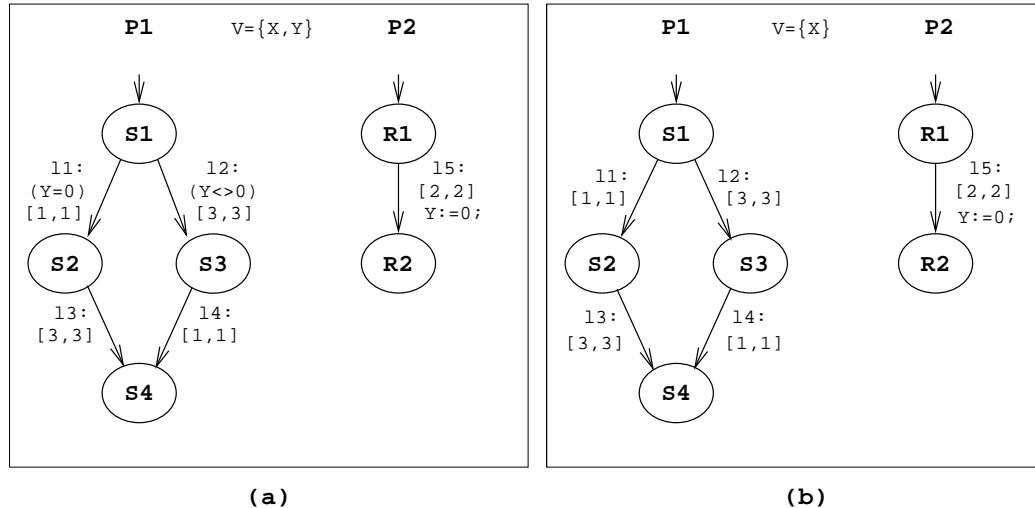 P1 V={X,Y} P2
S1
R1
l1:
(Y=0)
[1,1]
l2:
(Y<>0)
[3,3]
l5:
[2,2]
Y:=0;
S2
S3
R2
l3:
[3,3]
l4:
[1,1]
S4
(a)
P1 V={X} P2
S1
R1
l1:
[1,1]
l2:
[3,3]
l5:
[2,2]
Y:=0;
S2
S3
R2
l3:
[3,3]
l4:
[1,1]
S4
(b)